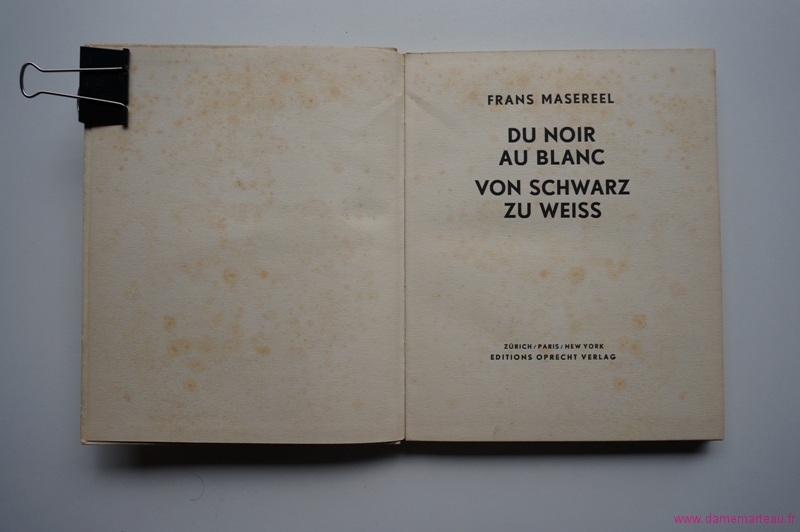 FRANS MASEREEL
DU NOIR
AU BLANC
VON SCHWARZ
ZU WEISS
ZÜRICH / PARIS / NEW YORK
EDITIONS OPRECHT VERLAG
www.damemarteau.fr